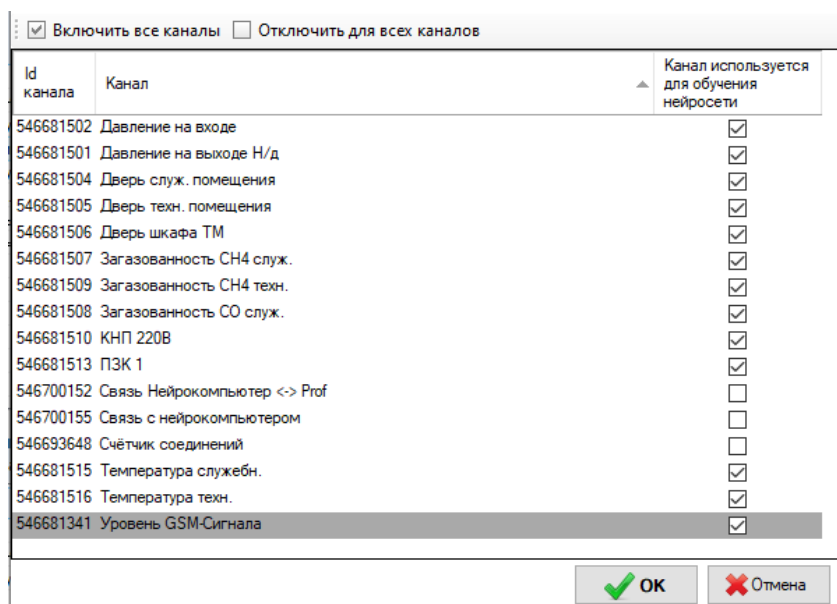 Включить все каналы Отключить для всех каналов
Id канала Канал Канал используется для обучения нейросети
546681502 Давление на входе
546681501 Давление на выходе Н/д
546681504 Дверь служ. помещения
546681505 Дверь техн. помещения
546681506 Дверь шкафа ТМ
546681507 Загазованность СН4 служ.
546681509 Загазованность СН4 техн.
546681508 Загазованность СО служ.
546681510 КНП 220В
546681513 ПЗК 1
546700152 Связь Нейрокомпьютер <-> Prof
546700155 Связь с нейрокомпьютером
546693648 Счётчик соединений
546681515 Температура служебн.
546681516 Температура техн.
546681341 Уровень GSM-Сигнала
OK Отмена